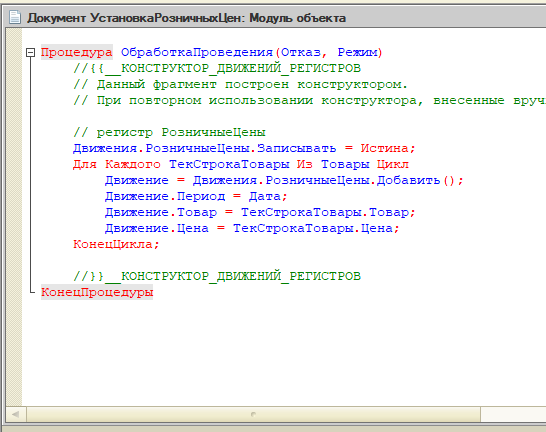 Документ УстановкаРозничныхЦен: Модуль объекта
Процедура ОбработкаПроведения(Отказ, Режим)
//{{__КОНСТРУКТОР_ДВИЖЕНИЙ_РЕГИСТРОВ
// Данный фрагмент построен конструктором.
// При повторном использовании конструктора, внесенные вруч
// регистр РозничныеЦены
Движения.РозничныеЦены.Записывать = Истина;
Для Каждого ТекСтрокаТовары Из Товары Цикл
Движение = Движения.РозничныеЦены.Добавить();
Движение.Период = Дата;
Движение.Товар = ТекСтрокаТовары.Товар;
Движение.Цена = ТекСтрокаТовары.Цена;
КонецЦикла;
//}}__КОНСТРУКТОР_ДВИЖЕНИЙ_РЕГИСТРОВ
КонецПроцедуры